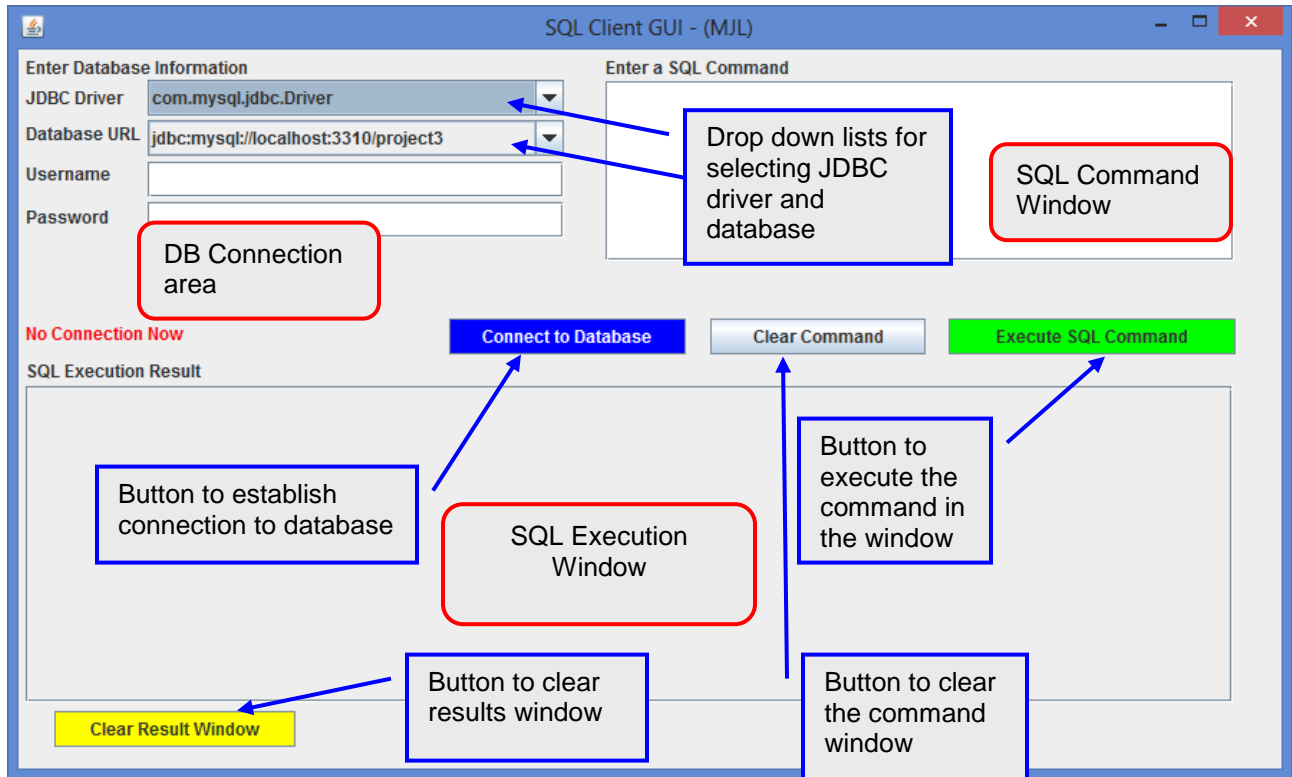 SQL Client GUI - (MJL)
Enter Database Information
JDBC Driver
com.mysql.jdbc.Driver
Database URL
jdbc:mysql://localhost:3310/project3
Username
Password
DB Connection
area
Enter a SQL Command
Drop down lists for
selecting JDBC
driver and
database
SQL Command
Window
No Connection Now
Connect to Database
Clear Command
Execute SQL Command
SQL Execution Result
Button to establish
connection to database
SQL Execution
Window
Button to
execute the
command in
the window
Button to clear
results window
Button to clear
the command
window
Clear Result Window